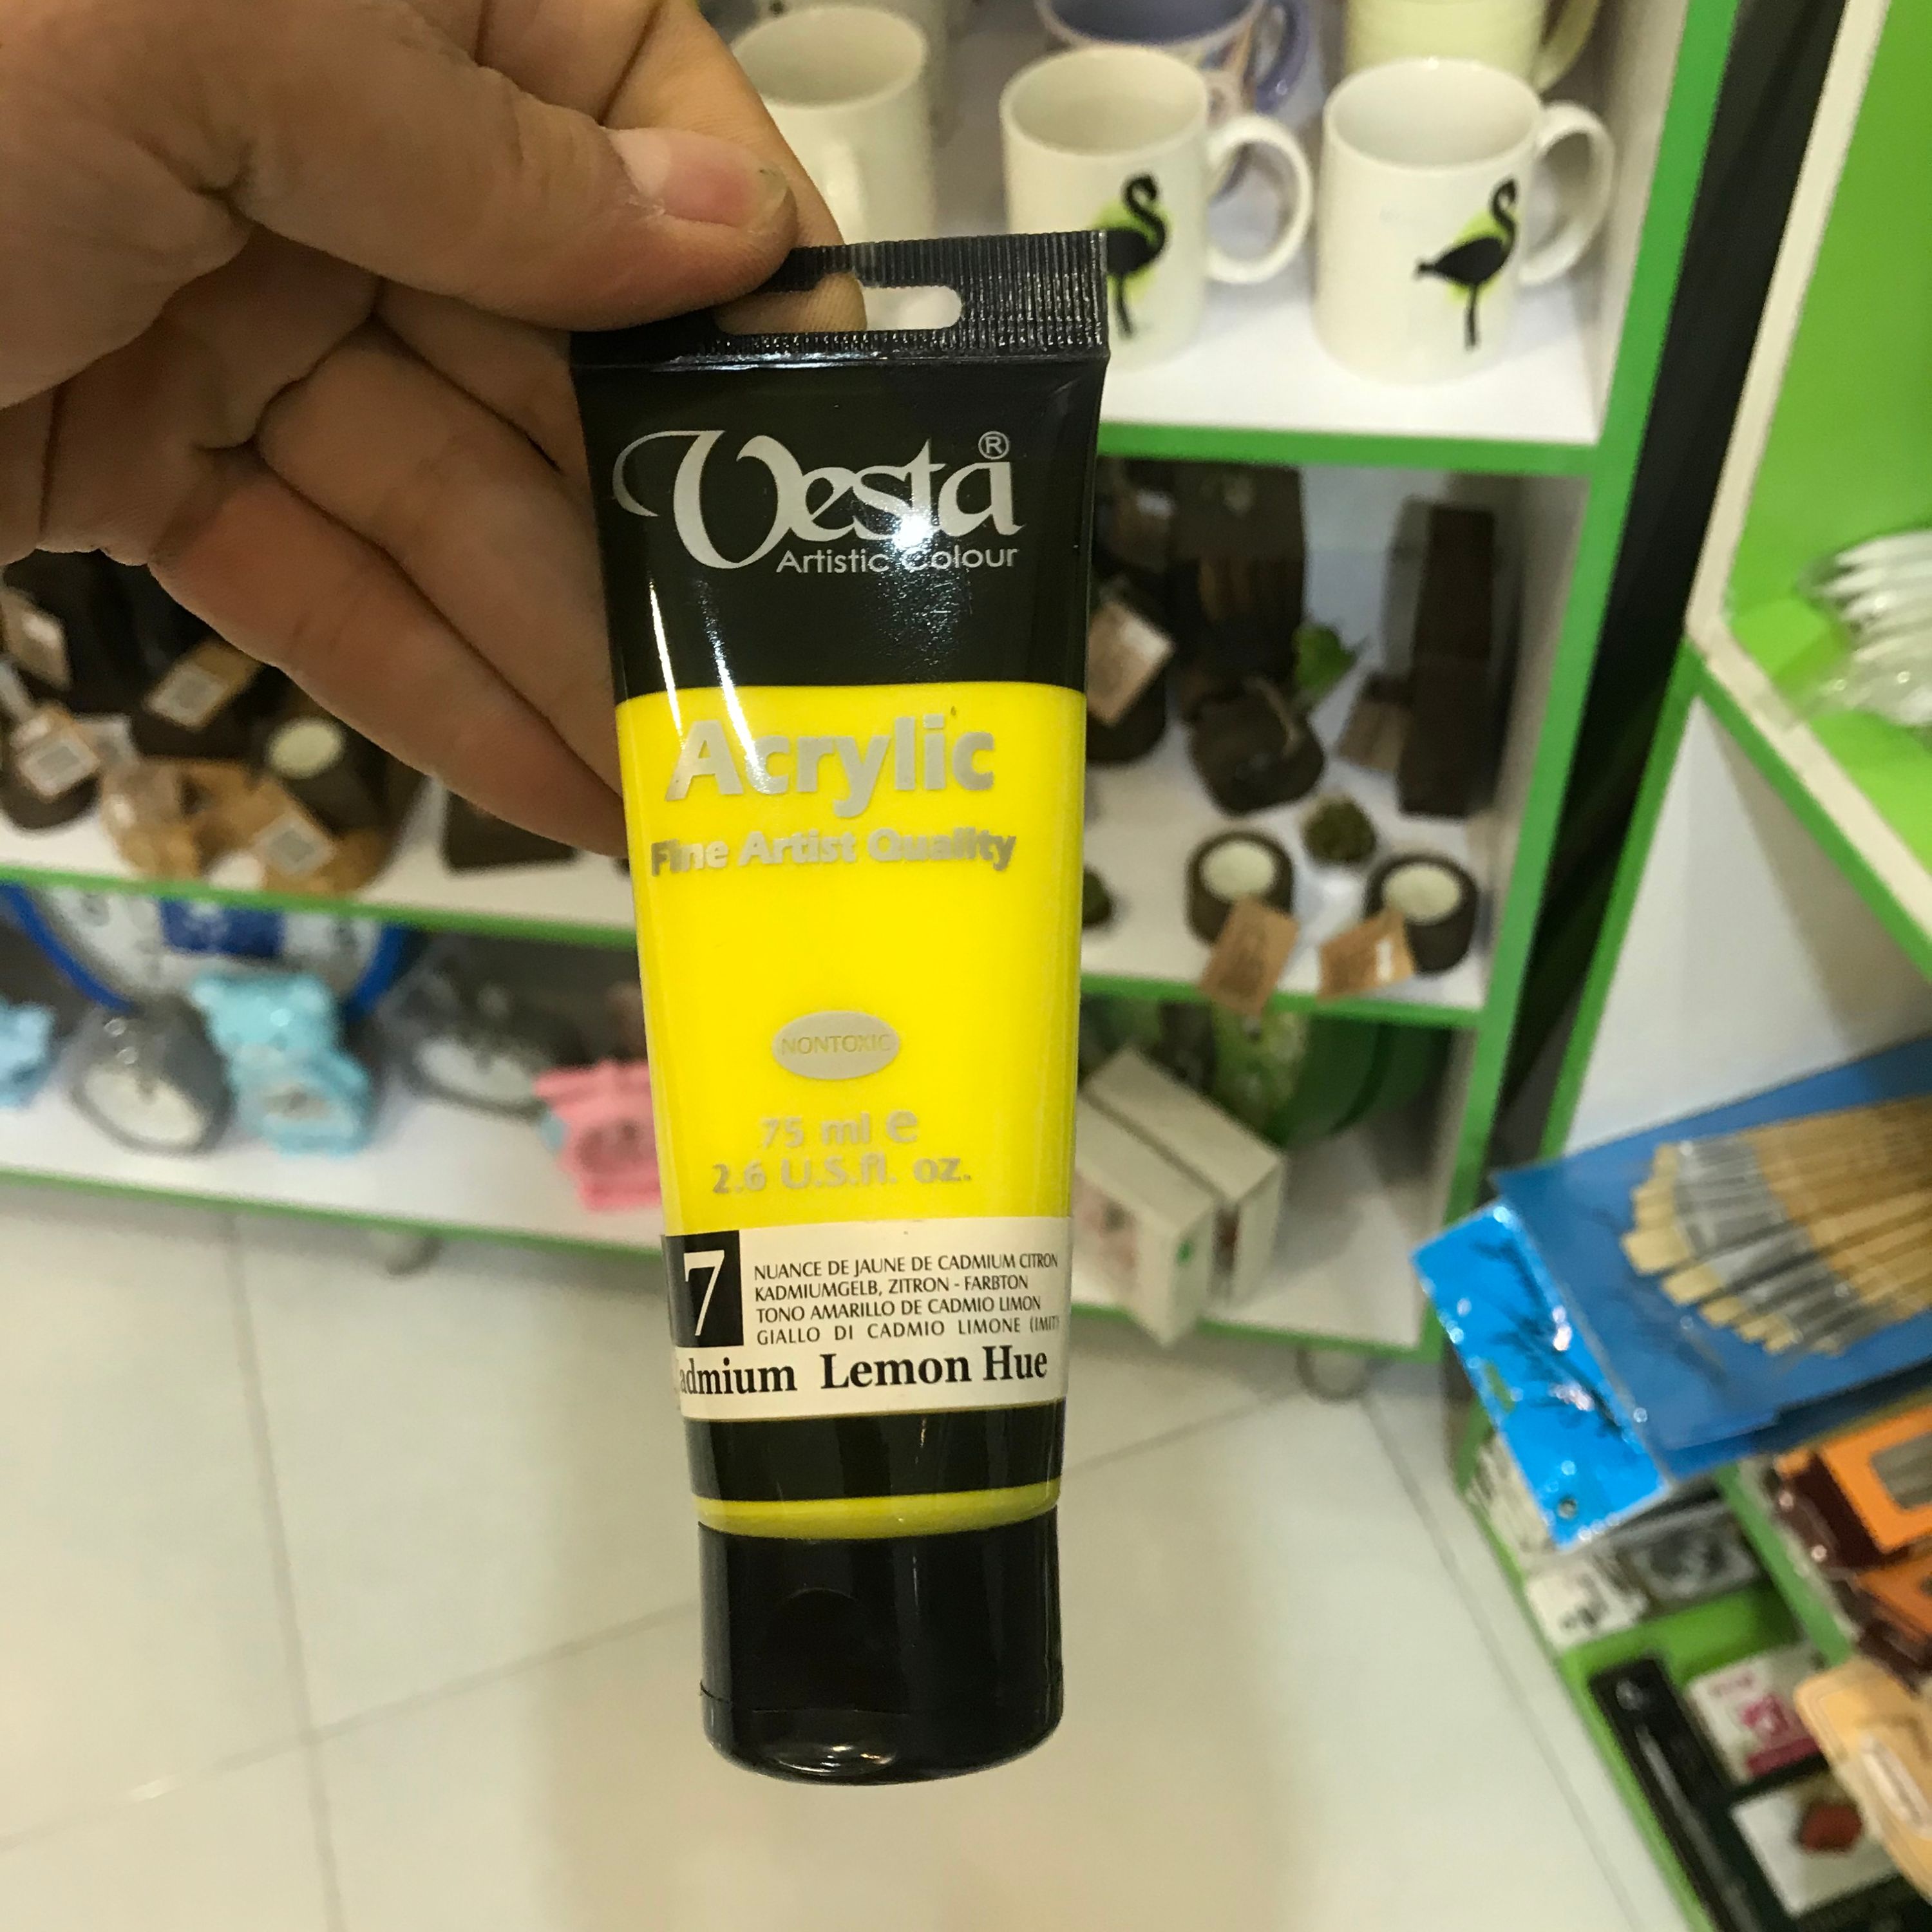 Vesta®
Artistic Colour
Acrylic
Fine Artist Quality
NONTOXIC
75 ml e
2.6 U.S.fl. oz.
7
NUANCE DE JAUNE DE CADMIUM CITRON
KADMIUMGELB, ZITRON - FARBTON
TONO AMARILLO DE CADMIO LIMON
GIALLO DI CADMIO LIMONE (IMIT
admium Lemon Hue